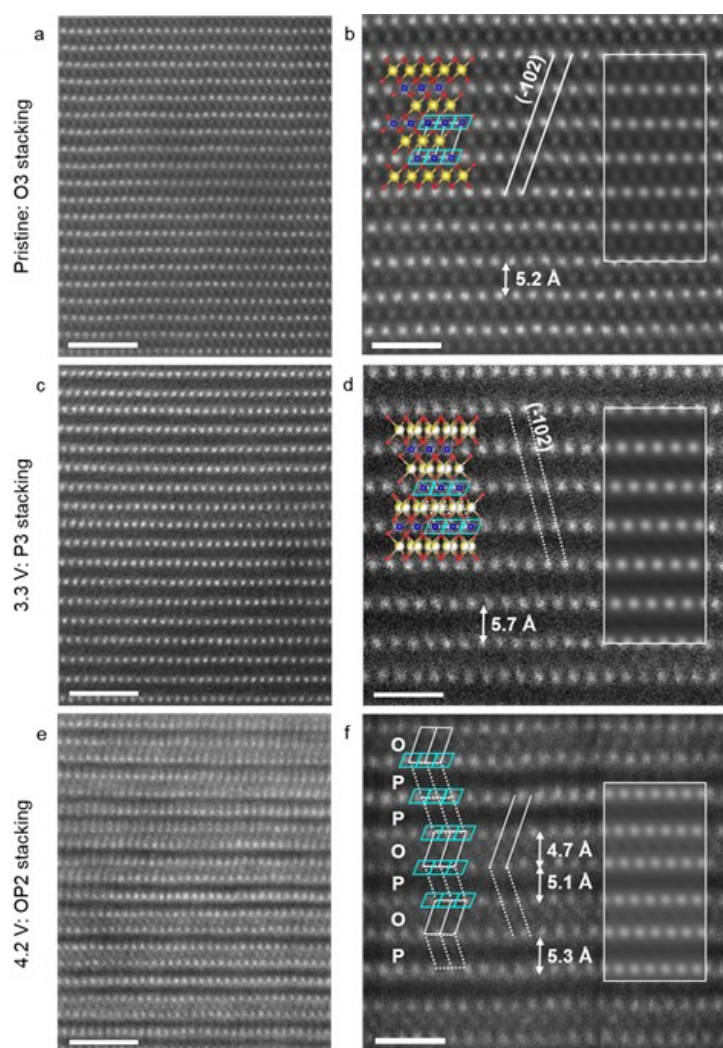 Pristine: O3 stacking
a
b
(-102)
5.2 Å
3.3 V: P3 stacking
c
d
(-102)
5.7 Å
4.2 V: OP2 stacking
e
f
O
P
P
O
P
O
P
4.7 Å
5.1 Å
5.3 Å